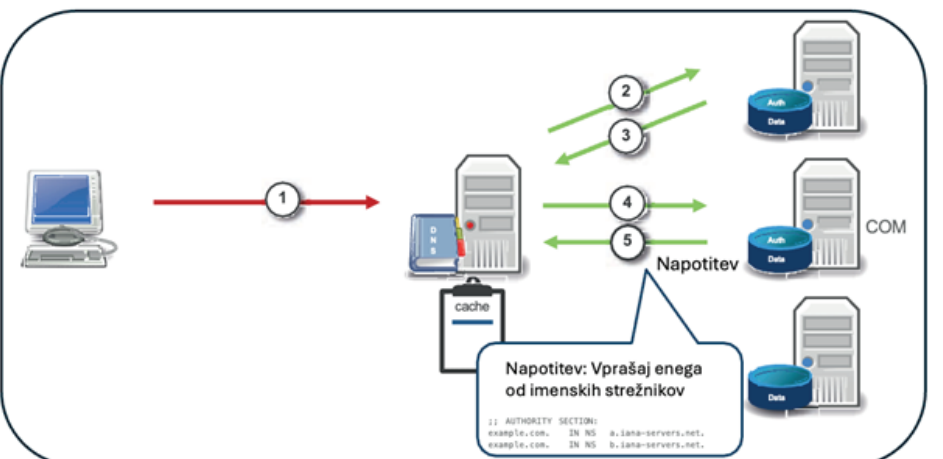 2
Auth
Data
3
1
4
D
N
S
5
Auth
Data
COM
Napotitev
cache
Napotitev: Vprašaj enega
od imenskih strežnikov
Data
;; AUTHORITY SECTION:
example.com. IN NS a.iana-servers.net.
example.com. IN NS b.iana-servers.net.